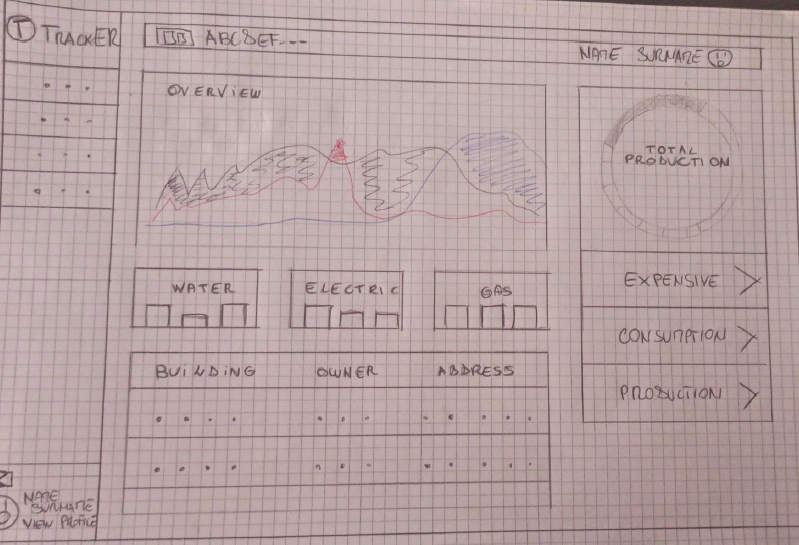 T TRACKER
BB ABCSEF---
NAME SURNAME
OVERVIEW
TOTAL
PRODUCTION
WATER
ELECTRIC
GAS
EXPENSIVE
CONSUMPTION
PRODUCTION
BUILDING OWNER ADDRESS
NAME
SURNAME
VIEW PROFILE